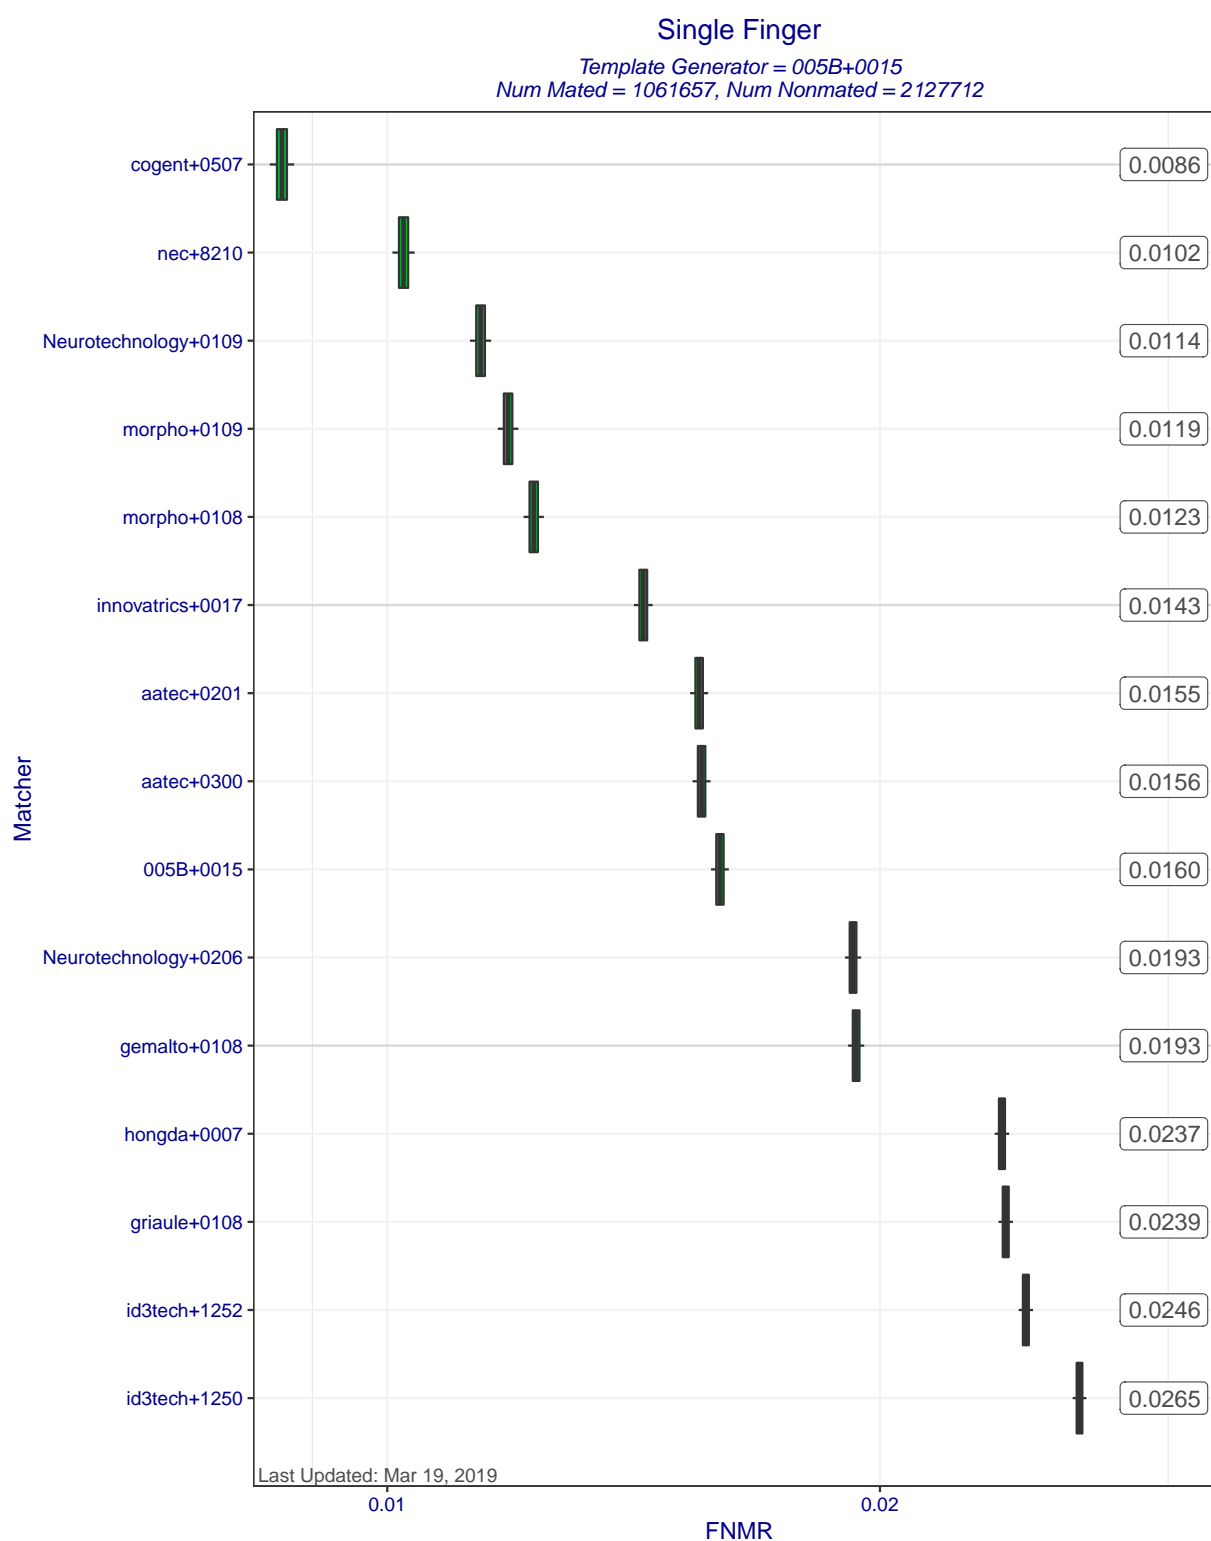 Single Finger
Template Generator = 005B+0015
Num Mated = 1061657, Num Nonmated = 2127712
cogent+0507 0.0086
nec+8210 0.0102
Neurotechnology+0109 0.0114
morpho+0109 0.0119
morpho+0108 0.0123
innovatrics+0017 0.0143
aatec+0201 0.0155
aatec+0300 0.0156
005B+0015 0.0160
Neurotechnology+0206 0.0193
gemalto+0108 0.0193
hongda+0007 0.0237
griaule+0108 0.0239
id3tech+1252 0.0246
id3tech+1250 0.0265
Matcher
Last Updated: Mar 19, 2019
0.01 0.02
FNMR